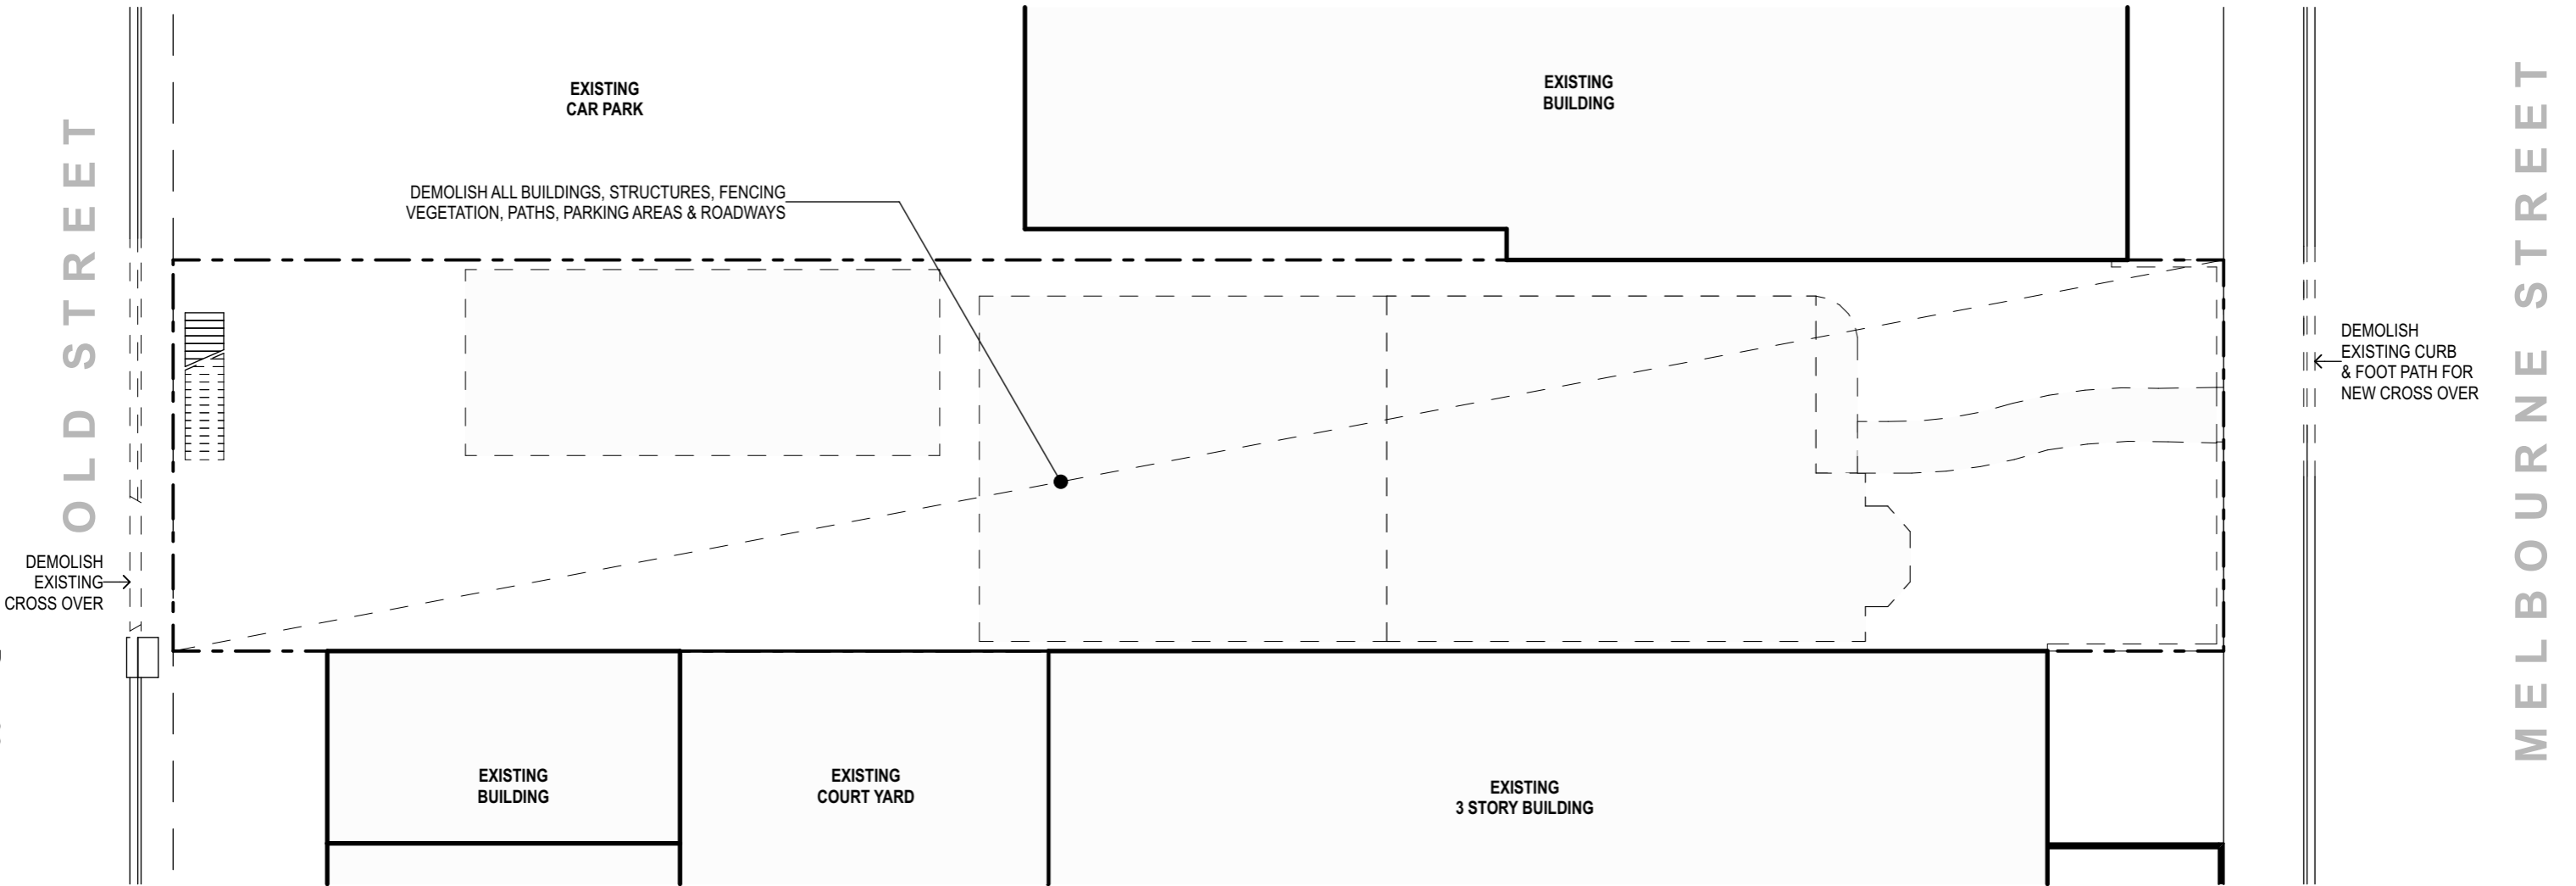 EXISTING
CAR PARK
EXISTING
BUILDING
DEMOLISH ALL BUILDINGS, STRUCTURES, FENCING
VEGETATION, PATHS, PARKING AREAS & ROADWAYS
OLD STREET
MELBOURNE STREET
DEMOLISH
EXISTING CURB
& FOOT PATH FOR
NEW CROSS OVER
DEMOLISH
EXISTING
CROSS OVER
EXISTING
BUILDING
EXISTING
COURT YARD
EXISTING
3 STORY BUILDING